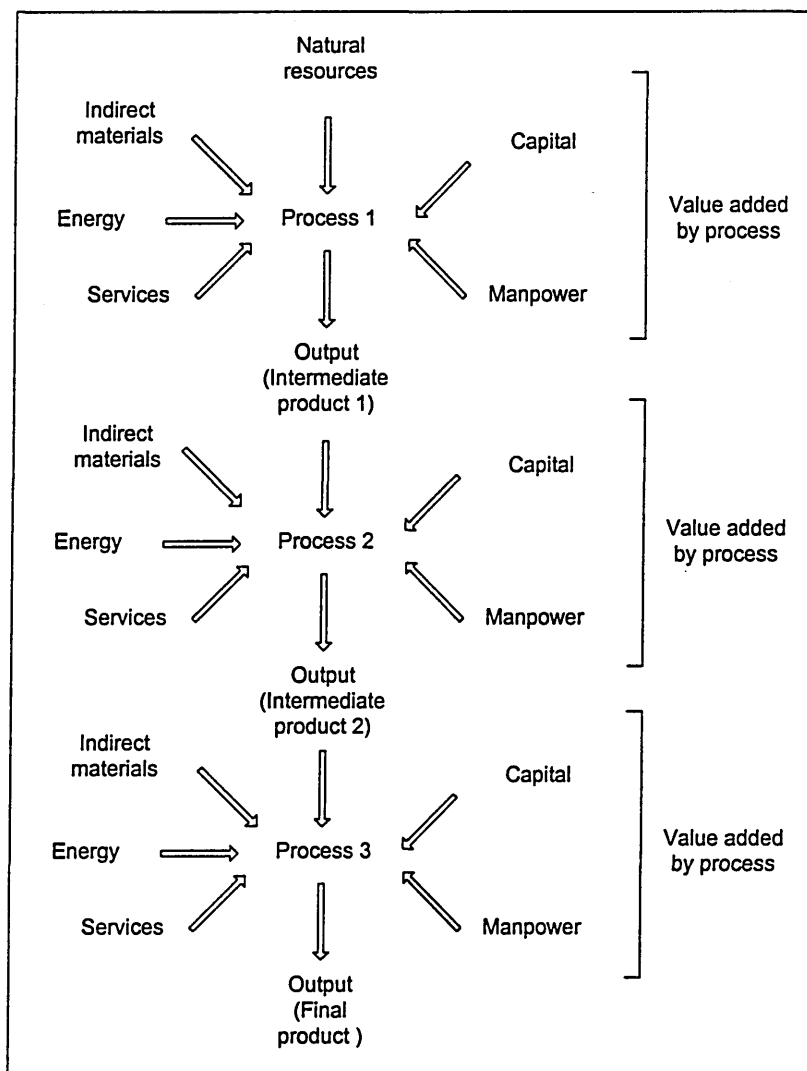 Natural
resources
Indirect
materials
Capital
Energy
Process 1
Value added
by process
Services
Manpower
Output
(Intermediate
product 1)
Indirect
materials
Capital
Energy
Process 2
Value added
by process
Services
Manpower
Output
(Intermediate
product 2)
Indirect
materials
Capital
Energy
Process 3
Value added
by process
Services
Manpower
Output
(Final
product )